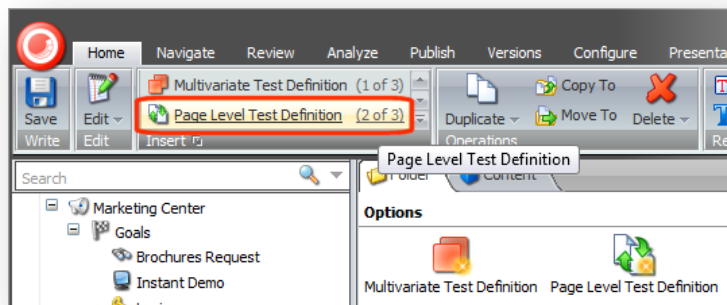 Home Navigate Review Analyze Publish Versions Configure
Multivariate Test Definition (1 of 3) Copy To
Save Edit Page Level Test Definition (2 of 3) Duplicate Move To Delete
Write Edit Insert Operations
Page Level Test Definition
Search Folder Content
Marketing Center Options
Goals
Brochures Request
Instant Demo
Multivariate Test Definition Page Level Test Definition